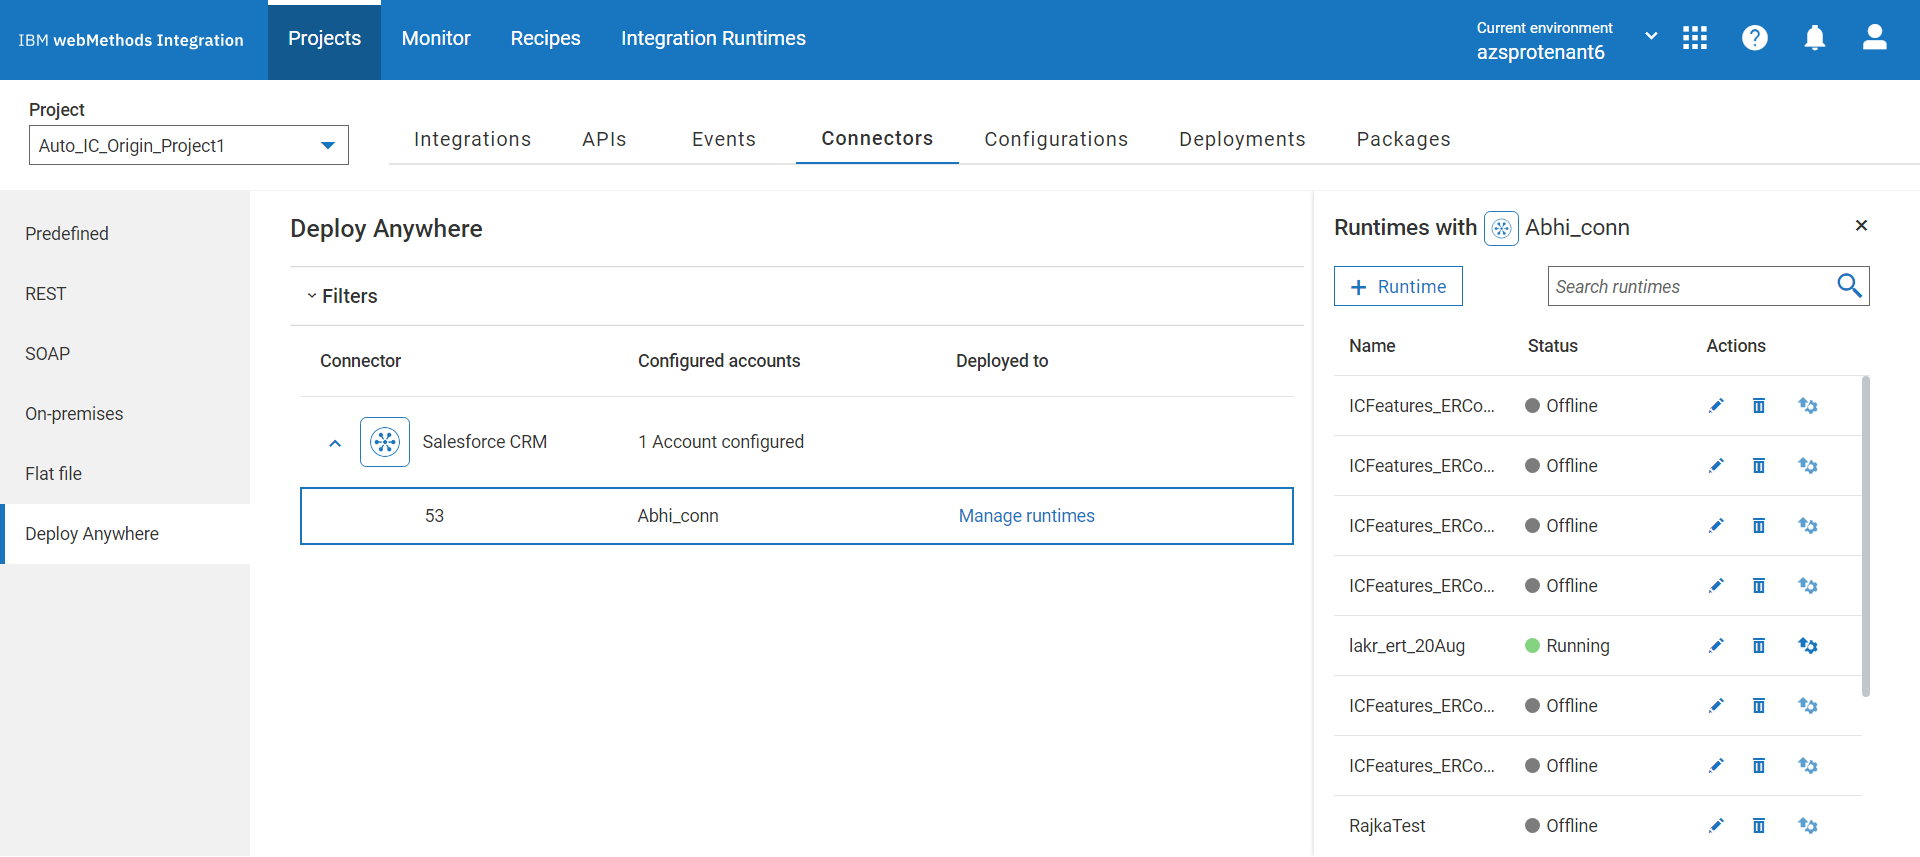 IBM webMethods Integration
Projects
Monitor
Recipes
Integration Runtimes
Current environment
azsprotenant6
Project
Auto_IC_Origin_Project1
Integrations
APIs
Events
Connectors
Configurations
Deployments
Packages
Predefined
REST
SOAP
On-premises
Flat file
Deploy Anywhere
Deploy Anywhere
Filters
Connector Configured accounts Deployed to
Salesforce CRM 1 Account configured
53 Abhi_conn Manage runtimes
Runtimes with Abhi_conn
Runtime
Search runtimes
Name Status Actions
ICFeatures_ERCo... Offline
ICFeatures_ERCo... Offline
ICFeatures_ERCo... Offline
ICFeatures_ERCo... Offline
lakr_ert_20Aug Running
ICFeatures_ERCo... Offline
ICFeatures_ERCo... Offline
RajkaTest Offline